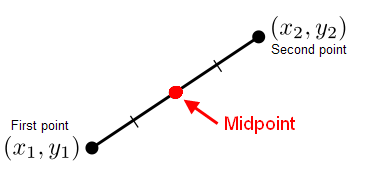 (x₂, y₂)
Second point
Midpoint
First point
(x₁, y₁)